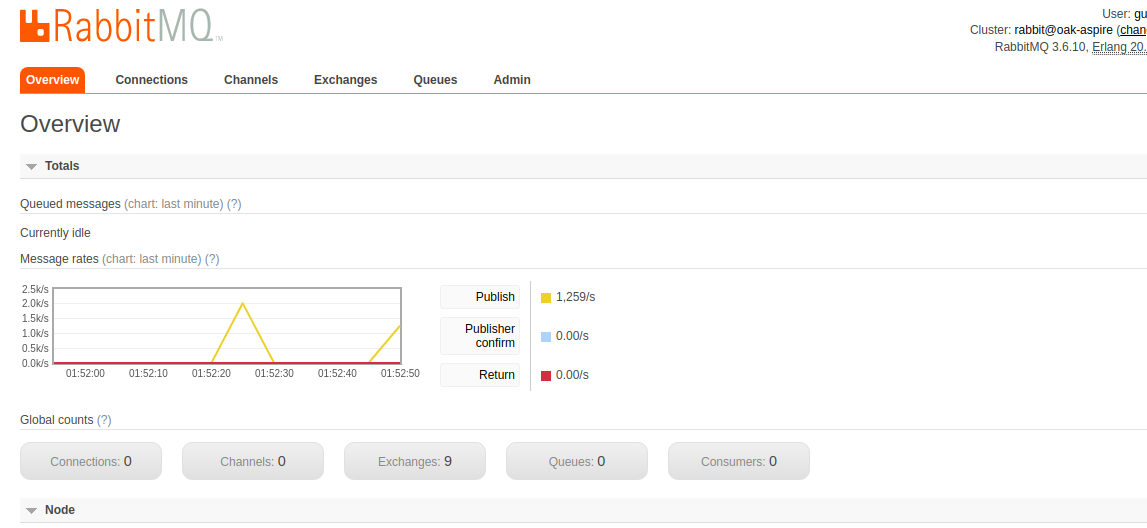 RabbitMQ TM
User: gu
Cluster: rabbit@oak-aspire (chan
RabbitMQ 3.6.10, Erlang 20.
Overview Connections Channels Exchanges Queues Admin
Overview
Totals
Queued messages (chart: last minute) (?)
Currently idle
Message rates (chart: last minute) (?)
2.5k/s
2.0k/s
1.5k/s
1.0k/s
0.5k/s
0.0k/s
01:52:00 01:52:10 01:52:20 01:52:30 01:52:40 01:52:50
Publish 1,259/s
Publisher
confirm 0.00/s
Return 0.00/s
Global counts (?)
Connections: 0 Channels: 0 Exchanges: 9 Queues: 0 Consumers: 0
Node